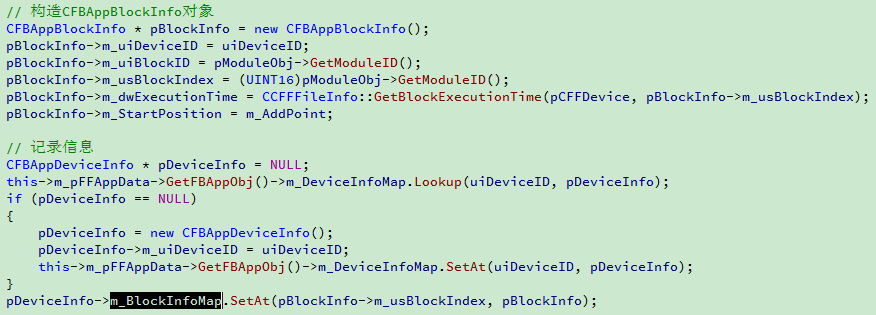 // 构造CFBAppBlockInfo对象
CFBAppBlockInfo * pBlockInfo = new CFBAppBlockInfo();
pBlockInfo->m_uiDeviceID = uiDeviceID;
pBlockInfo->m_uiBlockID = pModuleObj->GetModuleID();
pBlockInfo->m_usBlockIndex = (UINT16)pModuleObj->GetModuleID();
pBlockInfo->m_dwExecutionTime = CCFFFileInfo::GetBlockExecutionTime(pCFFDevice, pBlockInfo->m_usBlockIndex);
pBlockInfo->m_StartPosition = m_AddPoint;
// 记录信息
CFBAppDeviceInfo * pDeviceInfo = NULL;
this->m_pFFAppData->GetFBAppObj()->m_DeviceInfoMap.Lookup(uiDeviceID, pDeviceInfo);
if (pDeviceInfo == NULL)
{
    pDeviceInfo = new CFBAppDeviceInfo();
    pDeviceInfo->m_uiDeviceID = uiDeviceID;
    this->m_pFFAppData->GetFBAppObj()->m_DeviceInfoMap.SetAt(uiDeviceID, pDeviceInfo);
}
pDeviceInfo->m_BlockInfoMap.SetAt(pBlockInfo->m_usBlockIndex, pBlockInfo);